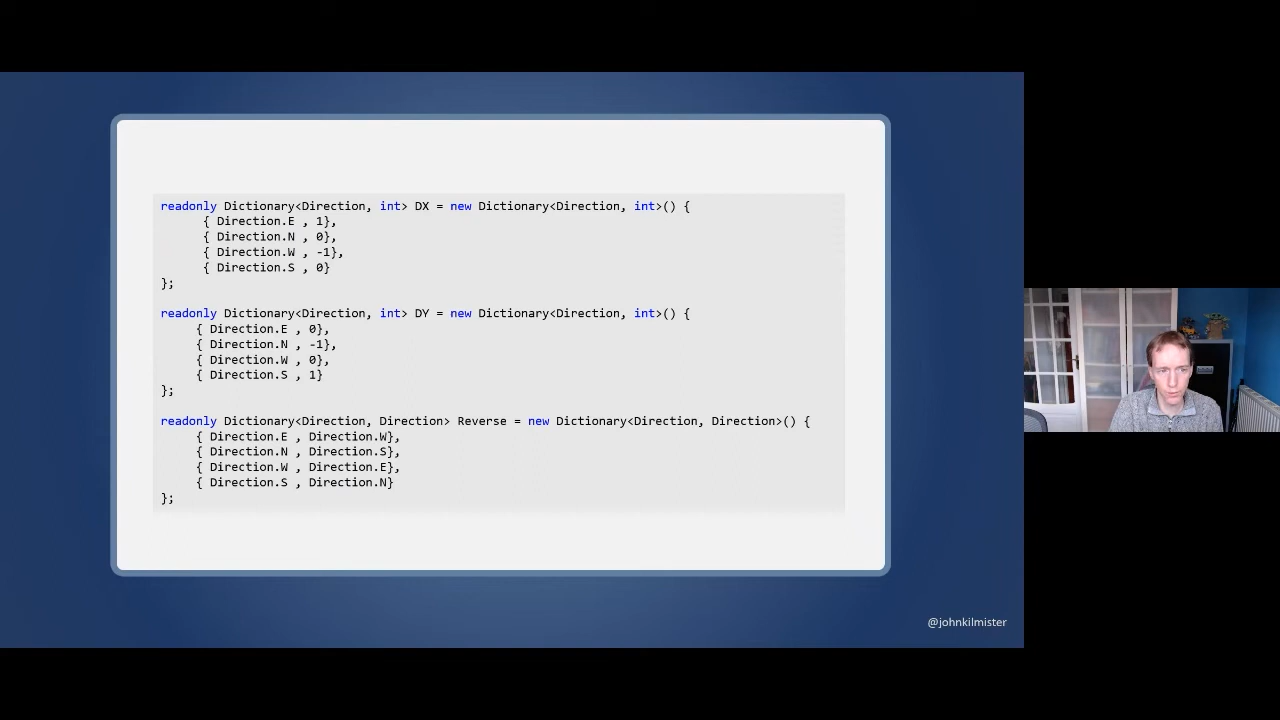 readonly Dictionary<Direction, int> DX = new Dictionary<Direction, int>() {
{ Direction.E , 1},
{ Direction.N , 0},
{ Direction.W , -1},
{ Direction.S , 0}
};
readonly Dictionary<Direction, int> DY = new Dictionary<Direction, int>() {
{ Direction.E , 0},
{ Direction.N , -1},
{ Direction.W , 0},
{ Direction.S , 1}
};
readonly Dictionary<Direction, Direction> Reverse = new Dictionary<Direction, Direction>() {
{ Direction.E , Direction.W},
{ Direction.N , Direction.S},
{ Direction.W , Direction.E},
{ Direction.S , Direction.N}
};
@johnkilmister